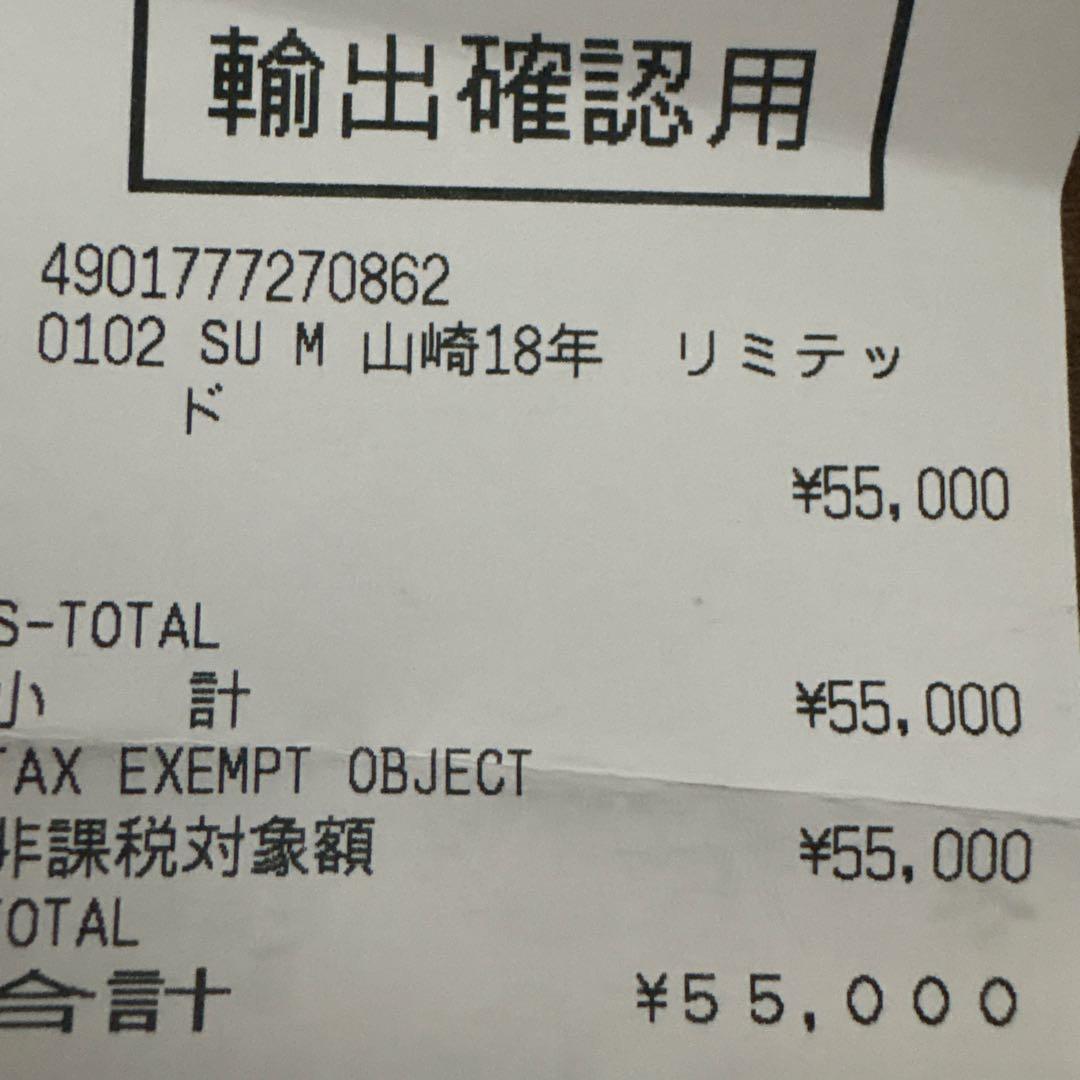 輸出確認用
4901777270862
0102 SU M 山崎18年 リミテッ
ド
¥55,000
S-TOTAL
小 計 ¥55,000
TAX EXEMPT OBJECT
非課税対象額 ¥55,000
TOTAL
合計 ¥55,000